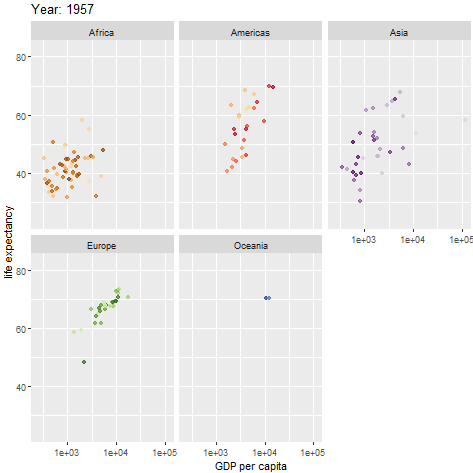 Year: 1957
Africa Americas Asia
80
60
40
1e+03 1e+04 1e+05
Europe Oceania
80
60
40
1e+03 1e+04 1e+05 1e+03 1e+04 1e+05
life expectancy
GDP per capita